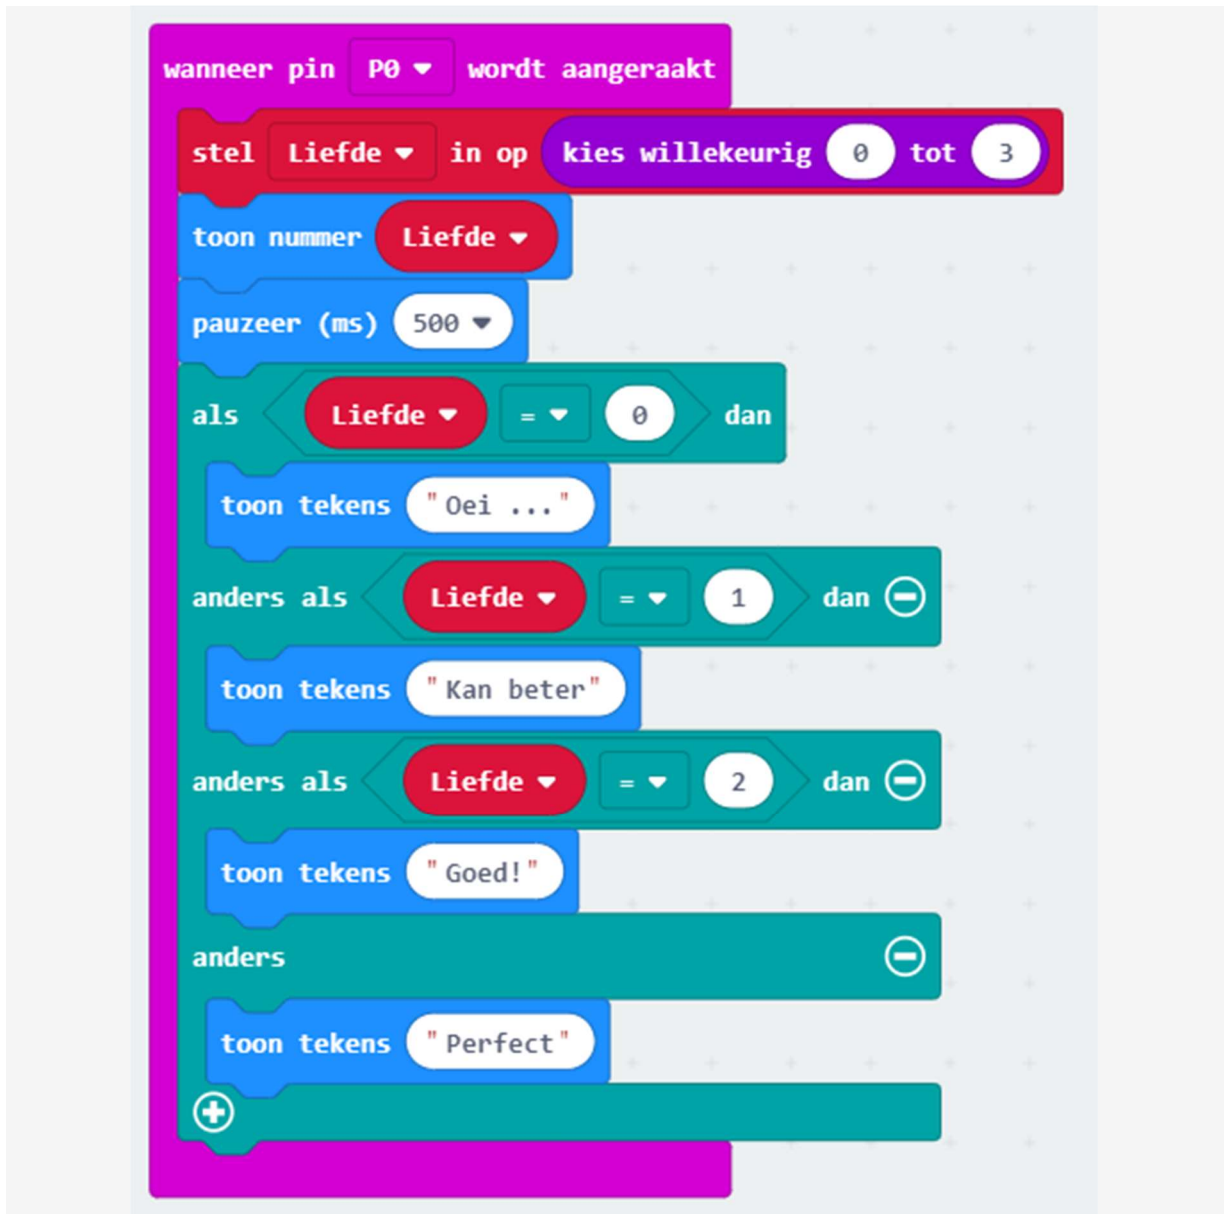 wanneer pin P0 wordt aangeraakt
stel Liefde in op kies willekeurig 0 tot 3
toon nummer Liefde
pauzeer (ms) 500
als Liefde = 0 dan
toon tekens "Oei ..."
anders als Liefde = 1 dan
toon tekens "Kan beter"
anders als Liefde = 2 dan
toon tekens "Goed!"
anders
toon tekens "Perfect"